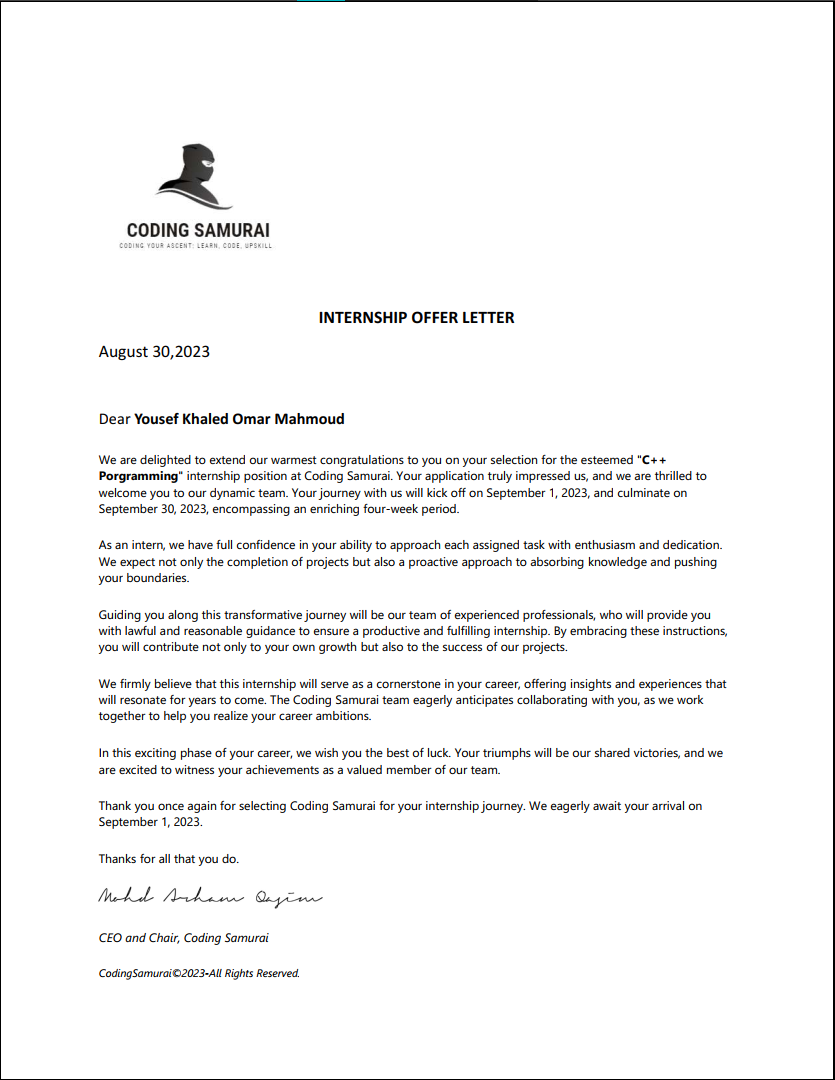 CODING SAMURAI
CODING YOUR ASCENT: LEARN, CODE, UPSKILL
INTERNSHIP OFFER LETTER
August 30,2023
Dear Yousef Khaled Omar Mahmoud
We are delighted to extend our warmest congratulations to you on your selection for the esteemed "C++
Porgramming" internship position at Coding Samurai. Your application truly impressed us, and we are thrilled to
welcome you to our dynamic team. Your journey with us will kick off on September 1, 2023, and culminate on
September 30, 2023, encompassing an enriching four-week period.
As an intern, we have full confidence in your ability to approach each assigned task with enthusiasm and dedication.
We expect not only the completion of projects but also a proactive approach to absorbing knowledge and pushing
your boundaries.
Guiding you along this transformative journey will be our team of experienced professionals, who will provide you
with lawful and reasonable guidance to ensure a productive and fulfilling internship. By embracing these instructions,
you will contribute not only to your own growth but also to the success of our projects.
We firmly believe that this internship will serve as a cornerstone in your career, offering insights and experiences that
will resonate for years to come. The Coding Samurai team eagerly anticipates collaborating with you, as we work
together to help you realize your career ambitions.
In this exciting phase of your career, we wish you the best of luck. Your triumphs will be our shared victories, and we
are excited to witness your achievements as a valued member of our team.
Thank you once again for selecting Coding Samurai for your internship journey. We eagerly await your arrival on
September 1, 2023.
Thanks for all that you do.
Mohd Arham Qasim
CEO and Chair, Coding Samurai
CodingSamurai©2023-All Rights Reserved.